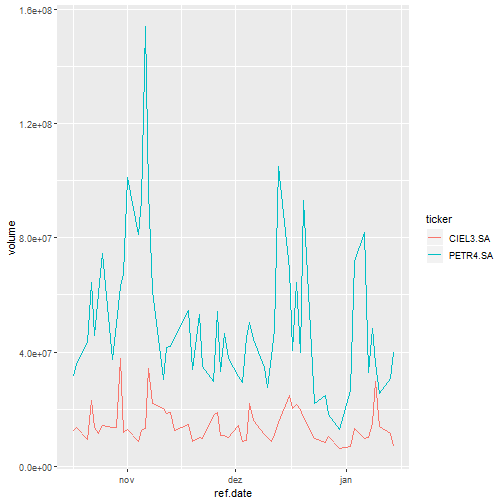 1.6e+08
1.2e+08
8.0e+07
4.0e+07
0.0e+00
volume
nov
dez
jan
ref.date
ticker
CIEL3.SA
PETR4.SA